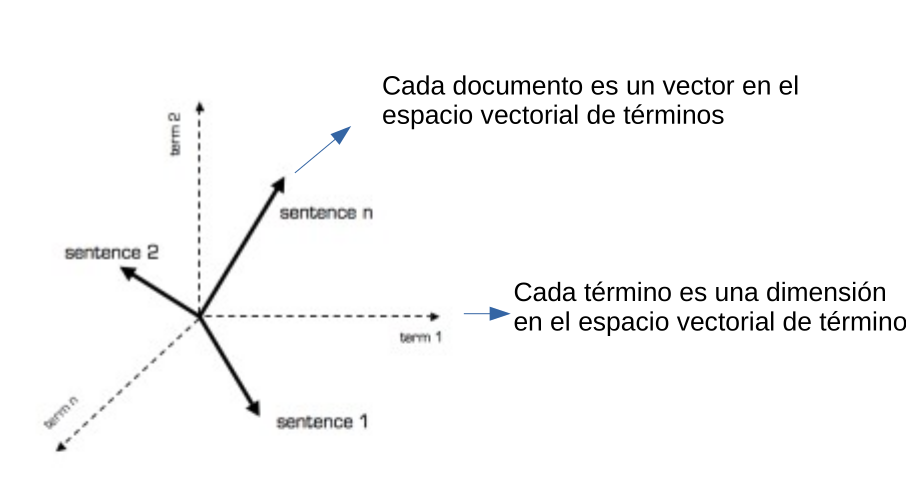 Cada documento es un vector en el
espacio vectorial de términos
term 2
sentence n
sentence 2
Cada término es una dimensión
en el espacio vectorial de término
term 1
term n
sentence 1